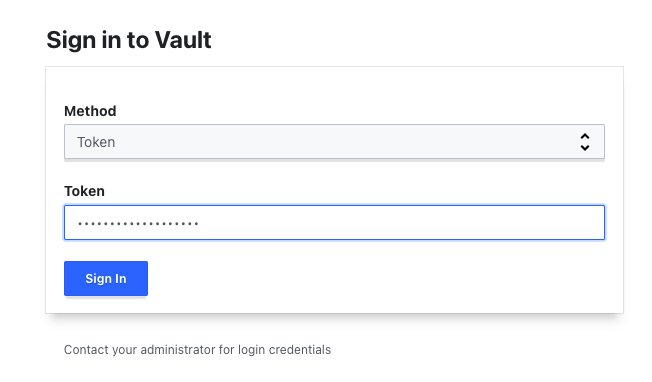 Sign in to Vault
Method
Token
Token
•••••••••••••••••••
Sign In
Contact your administrator for login credentials